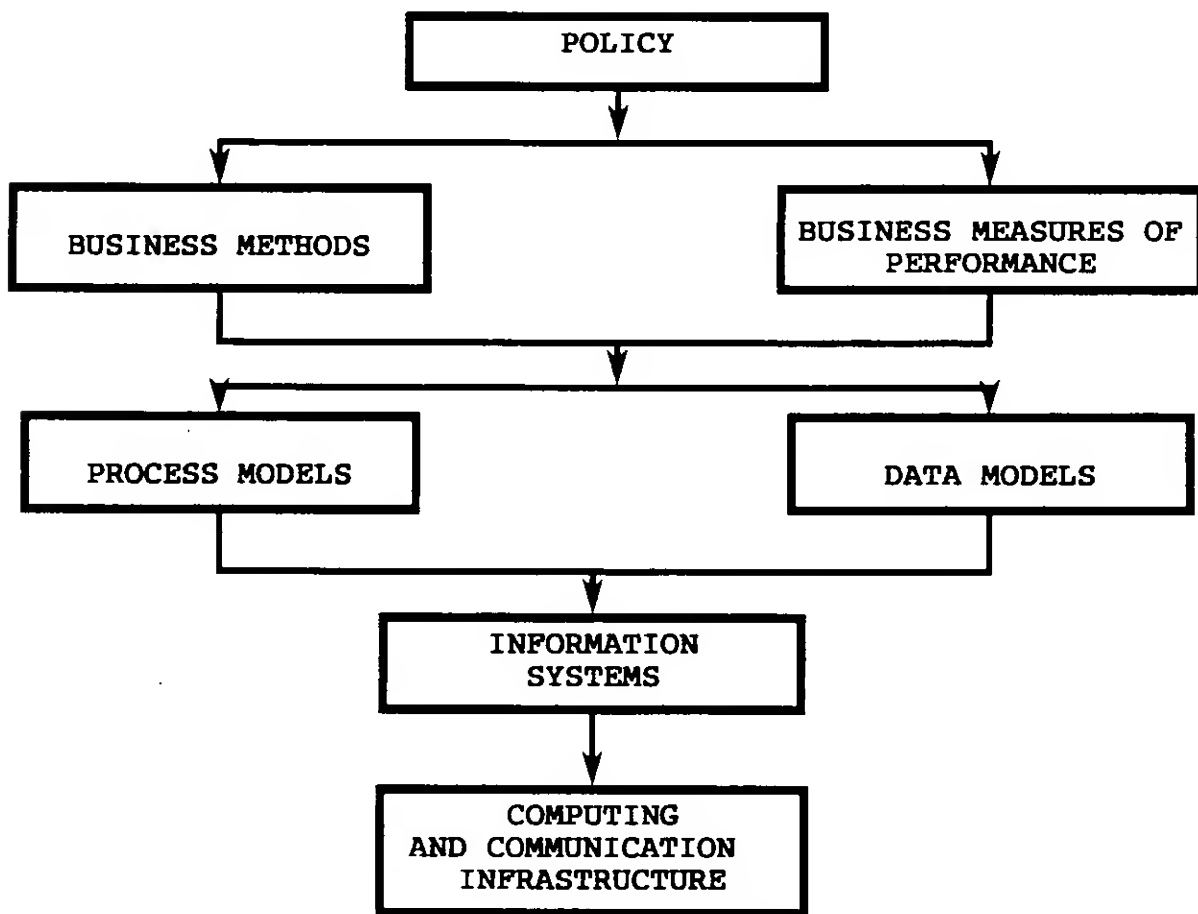 POLICY
BUSINESS METHODS
BUSINESS MEASURES OF
PERFORMANCE
PROCESS MODELS
DATA MODELS
INFORMATION
SYSTEMS
COMPUTING
AND COMMUNICATION
INFRASTRUCTURE